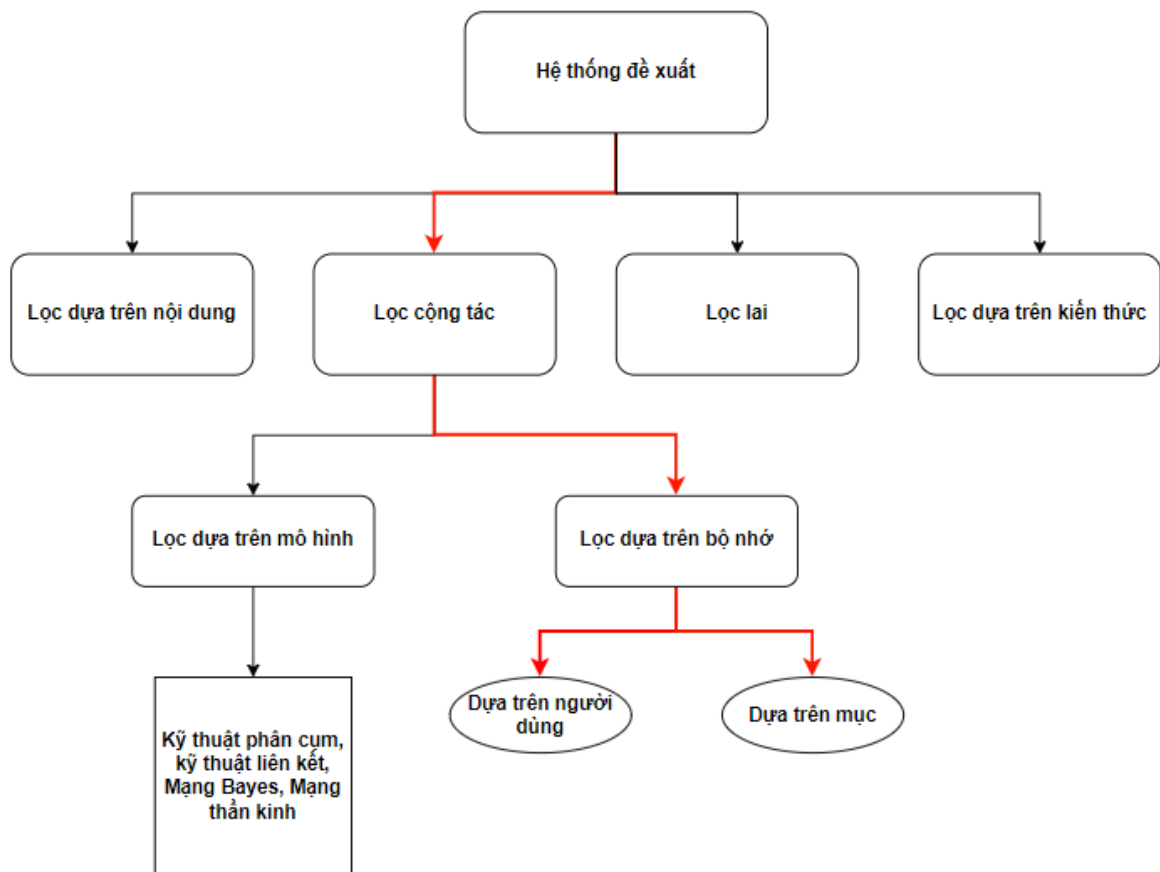 Hệ thống đề xuất
Lọc dựa trên nội dung
Lọc cộng tác
Lọc lai
Lọc dựa trên kiến thức
Lọc dựa trên mô hình
Lọc dựa trên bộ nhớ
Dựa trên người
dùng
Dựa trên mục
Kỹ thuật phân cụm,
kỹ thuật liên kết,
Mạng Bayes, Mạng
thần kinh